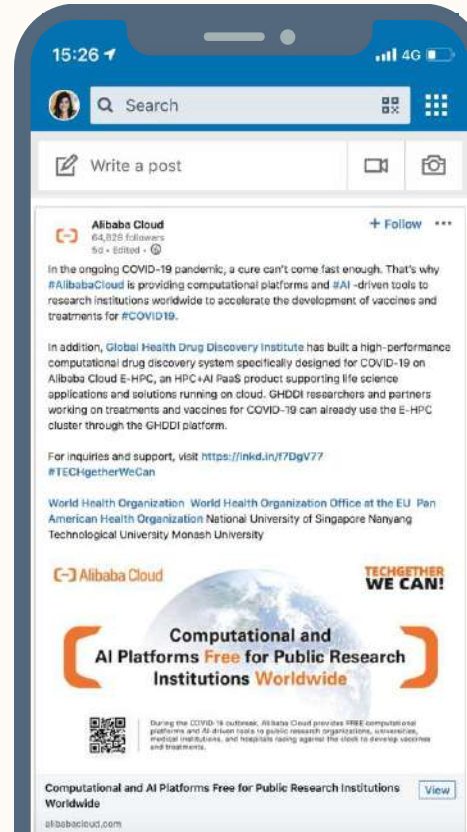 15:26
4G
Search
Write a post
Alibaba Cloud
+ Follow
64,828 followers
5d • Edited •
In the ongoing COVID-19 pandemic, a cure can't come fast enough. That's why
#AlibabaCloud is providing computational platforms and #AI -driven tools to
research institutions worldwide to accelerate the development of vaccines and
treatments for #COVID19.
In addition, Global Health Drug Discovery Institute has built a high-performance
computational drug discovery system specifically designed for COVID-19 on
Alibaba Cloud E-HPC, an HPC+AI PaaS product supporting life science
applications and solutions running on cloud. GHDDI researchers and partners
working on treatments and vaccines for COVID-19 can already use the E-HPC
cluster through the GHDDI platform.
For inquiries and support, visit https://lnkd.in/f7DgV77
#TECHgetherWeCan
World Health Organization World Health Organization Office at the EU Pan
American Health Organization National University of Singapore Nanyang
Technological University Monash University
Alibaba Cloud
TECHGETHER
WE CAN!
Computational and
AI Platforms Free for Public Research
Institutions Worldwide
During the COVID-19 outbreak, Alibaba Cloud provides FREE computational
platforms and AI-driven tools to public research organizations, universities,
medical institutions, and hospitals racing against the clock to develop vaccines
and treatments.
Computational and AI Platforms Free for Public Research Institutions
Worldwide
View
alibabacloud.com